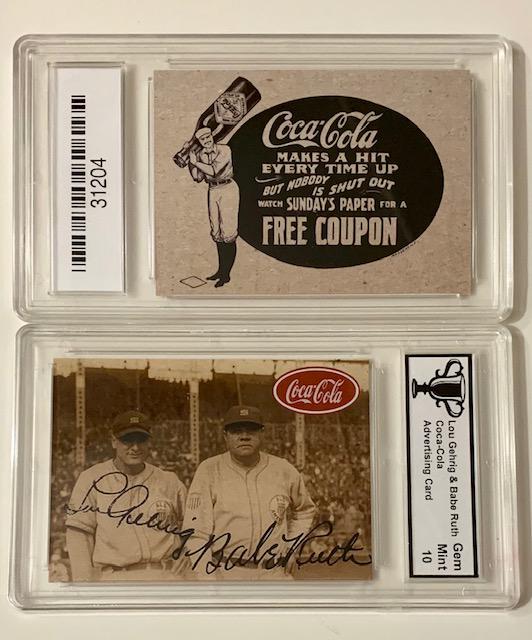 31204
Coca-Cola
MAKES A HIT
EVERY TIME UP
BUT NOBODY
IS SHUT OUT
WATCH SUNDAY'S PAPER FOR A
FREE COUPON
Coca-Cola
Lou Gehrig
Babe Ruth
Lou Gehrig & Babe Ruth
Coca-Cola
Advertising Card
Gem
Mint
10